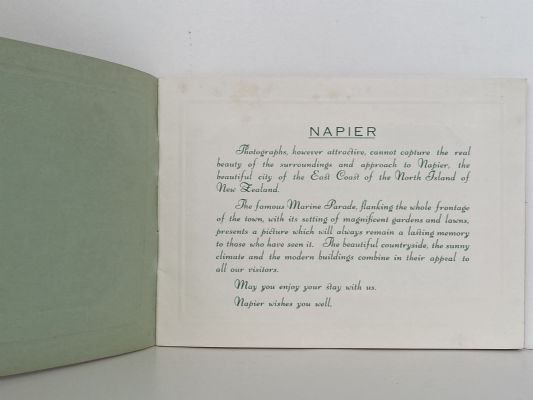 NAPIER
Photographs, however attractive, cannot capture the real
beauty of the surroundings and approach to Napier, the
beautiful city of the East Coast of the North Island of
New Zealand.
The famous Marine Parade, flanking the whole frontage
of the town, with its setting of magnificent gardens and lawns,
presents a picture which will always remain a lasting memory
to those who have seen it. The beautiful countryside, the sunny
climate and the modern buildings combine in their appeal to
all our visitors.
May you enjoy your stay with us.
Napier wishes you well.